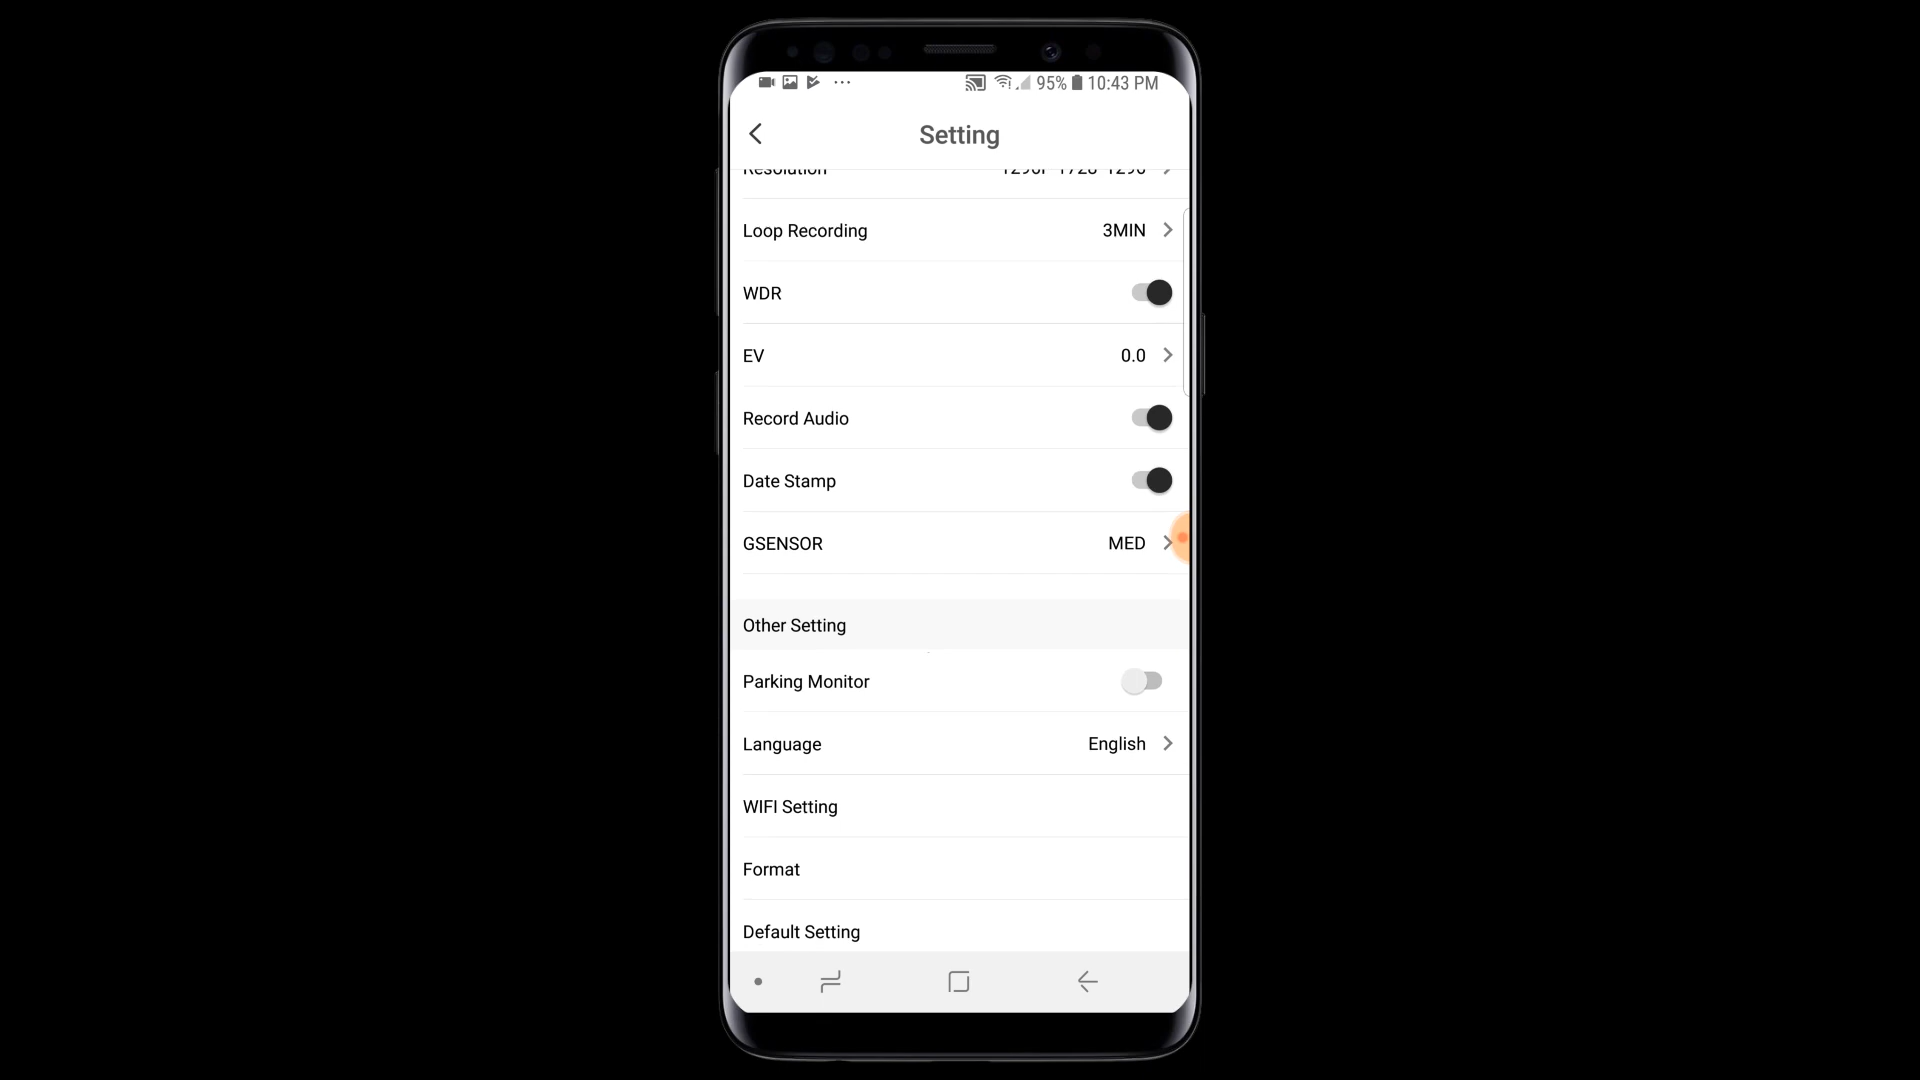 95% 10:43 PM
Setting
Resolution
Loop Recording 3MIN
WDR
EV 0.0
Record Audio
Date Stamp
GSENSOR MED
Other Setting
Parking Monitor
Language English
WIFI Setting
Format
Default Setting